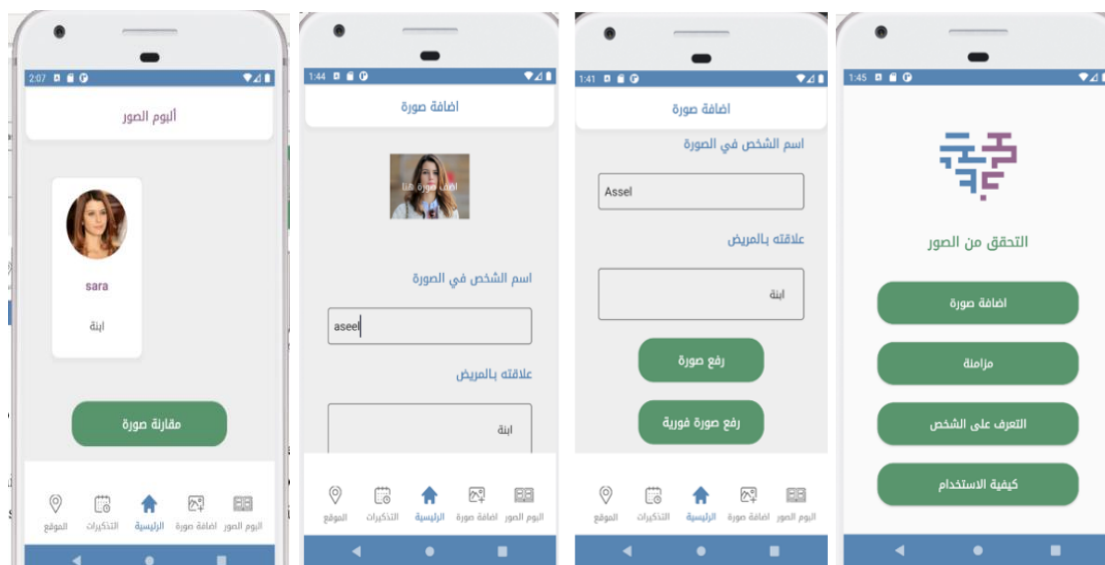 2:07
ألبوم الصور
sara
ابنة
مقارنة صورة
البوم الصور
اضافة صورة
الرئيسية
التذكيرات
الموقع
1:44
اضافة صورة
اضف صورة هنا
اسم الشخص في الصورة
aseel
علاقته بالمريض
ابنة
البوم الصور
اضافة صورة
الرئيسية
التذكيرات
الموقع
1:41
اضافة صورة
اسم الشخص في الصورة
Assel
علاقته بالمريض
ابنة
رفع صورة
رفع صورة فورية
البوم الصور
اضافة صورة
الرئيسية
التذكيرات
الموقع
1:45
التحقق من الصور
اضافة صورة
مزامنة
التعرف على الشخص
كيفية الاستخدام